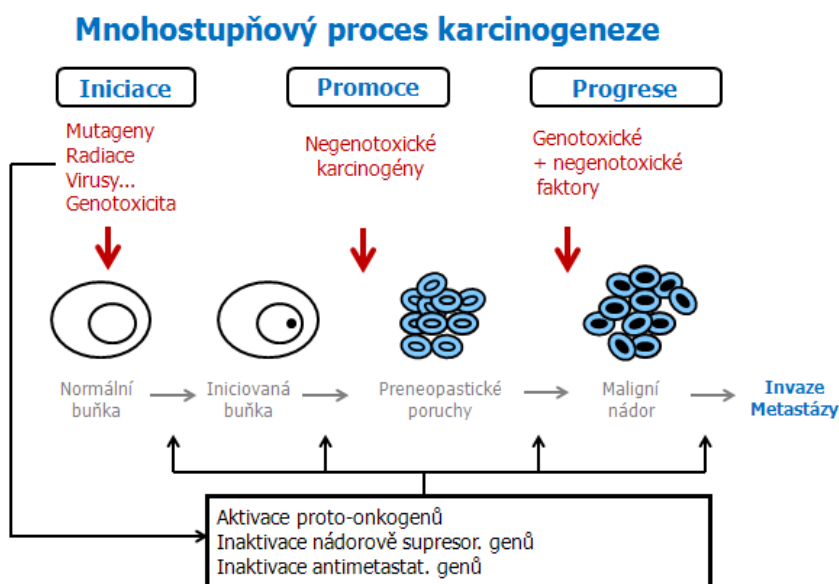 Mnohostupňový proces karcinogeneze
Iniciace
Promoce
Progrese
Mutageny
Radiace
Virusy...
Genotoxicita
Negenotoxické
karcinogény
Genotoxické
+ negenotoxické
faktory
Normální
buňka
Iniciovaná
buňka
Preneopastické
poruchy
Maligní
nádor
Invaze
Metastázy
Aktivace proto-onkogenů
Inaktivace nádorově supresor. genů
Inaktivace antimetastat. genů